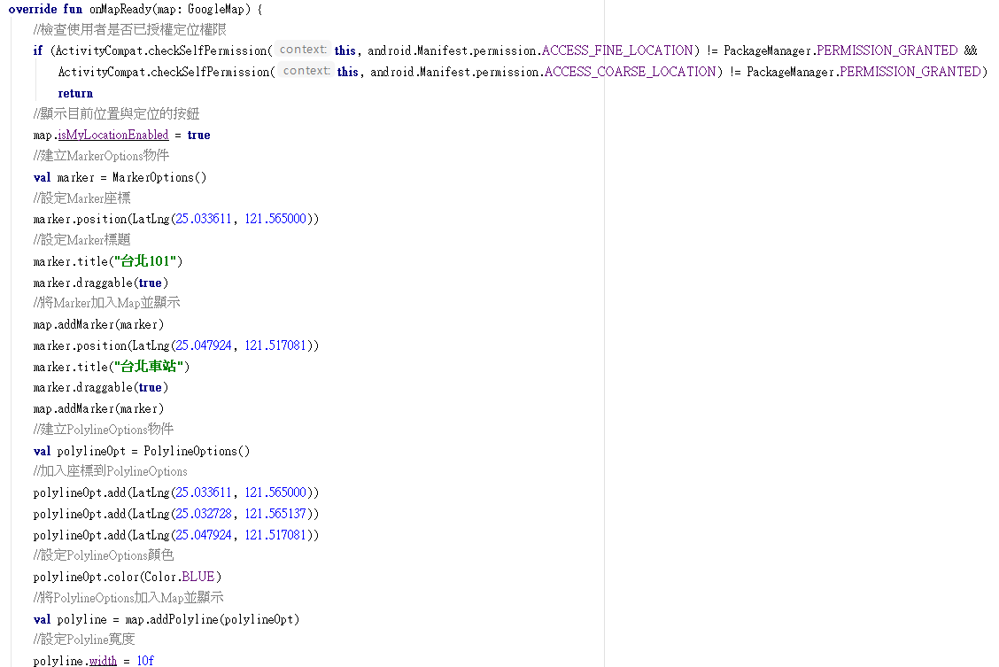 override fun onMapReady(map: GoogleMap) {
//檢查使用者是否已授權定位權限
if (ActivityCompat.checkSelfPermission( context: this, android.Manifest.permission.ACCESS_FINE_LOCATION) != PackageManager.PERMISSION_GRANTED &&
ActivityCompat.checkSelfPermission( context: this, android.Manifest.permission.ACCESS_COARSE_LOCATION) != PackageManager.PERMISSION_GRANTED)
return
//顯示目前位置與定位的按鈕
map.isMyLocationEnabled = true
//建立MarkerOptions物件
val marker = MarkerOptions()
//設定Marker座標
marker.position(LatLng(25.033611, 121.565000))
//設定Marker標題
marker.title("台北101")
marker.draggable(true)
//將Marker加入Map並顯示
map.addMarker(marker)
marker.position(LatLng(25.047924, 121.517081))
marker.title("台北車站")
marker.draggable(true)
map.addMarker(marker)
//建立PolylineOptions物件
val polylineOpt = PolylineOptions()
//加入座標到PolylineOptions
polylineOpt.add(LatLng(25.033611, 121.565000))
polylineOpt.add(LatLng(25.032728, 121.565137))
polylineOpt.add(LatLng(25.047924, 121.517081))
//設定PolylineOptions顏色
polylineOpt.color(Color.BLUE)
//將PolylineOptions加入Map並顯示
val polyline = map.addPolyline(polylineOpt)
//設定Polyline寬度
polyline.width = 10f